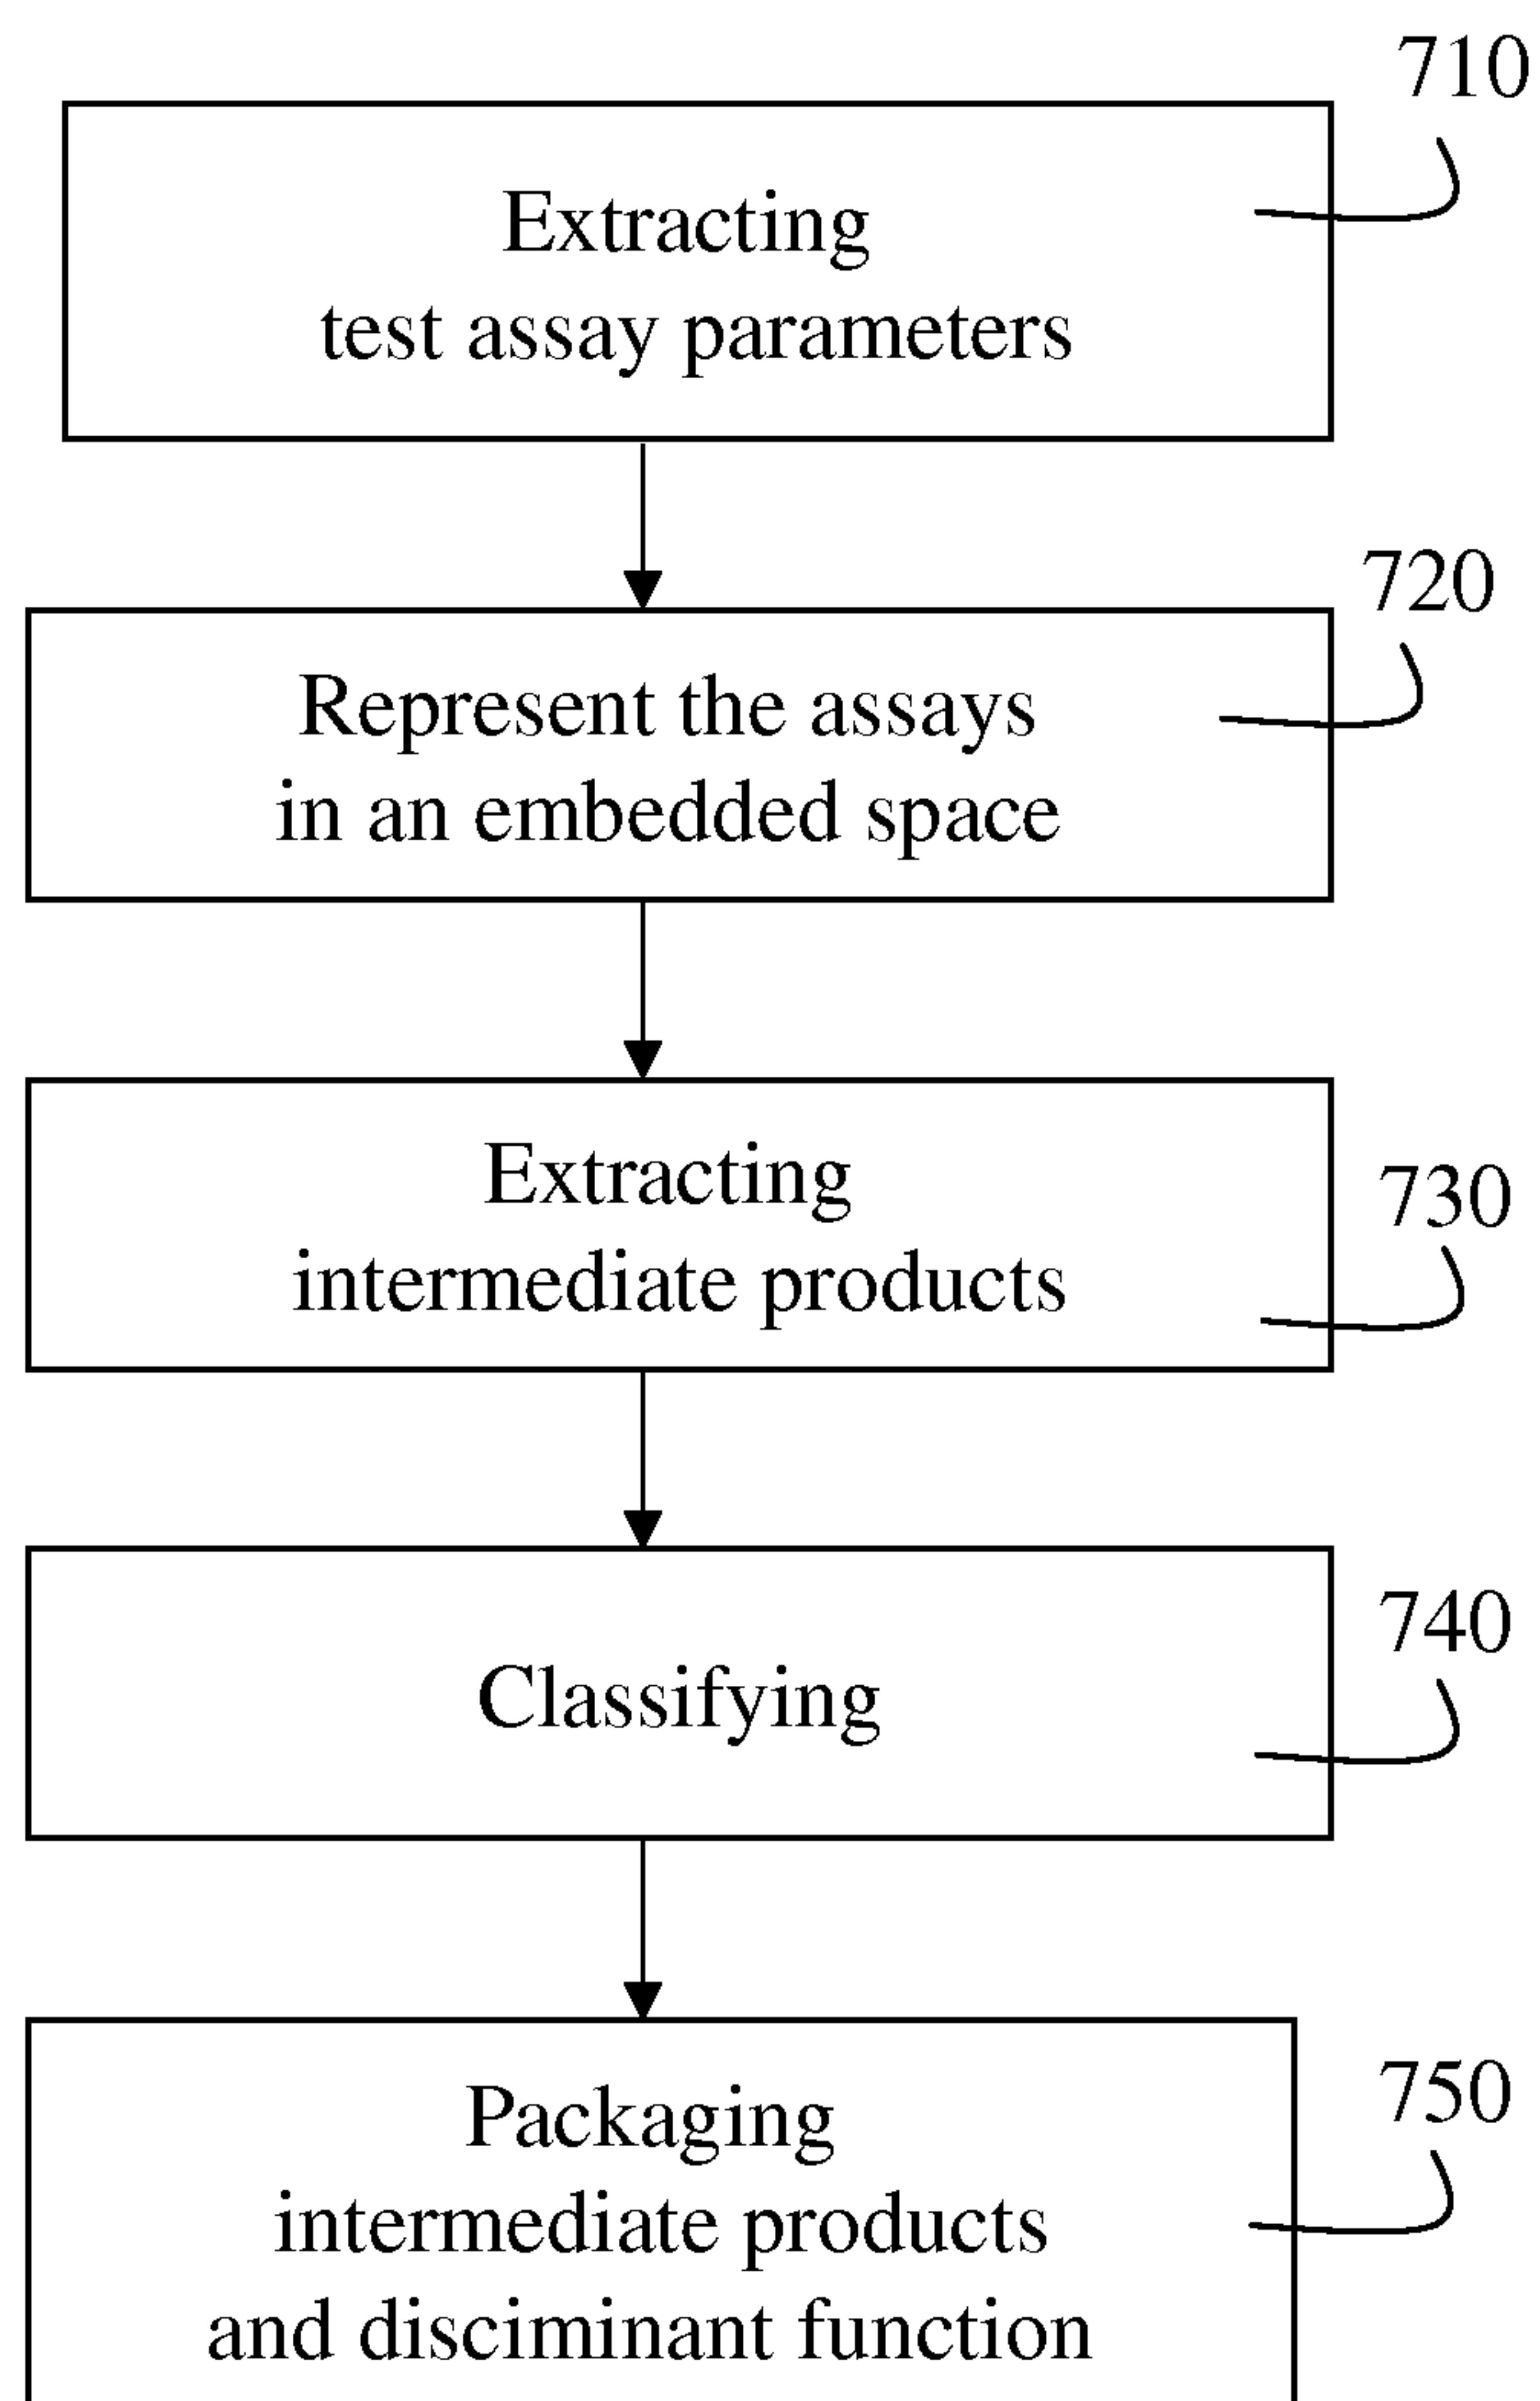 710
Extracting
test assay parameters
720
Represent the assays
in an embedded space
730
Extracting
intermediate products
740
Classifying
750
Packaging
intermediate products
and disciminant function